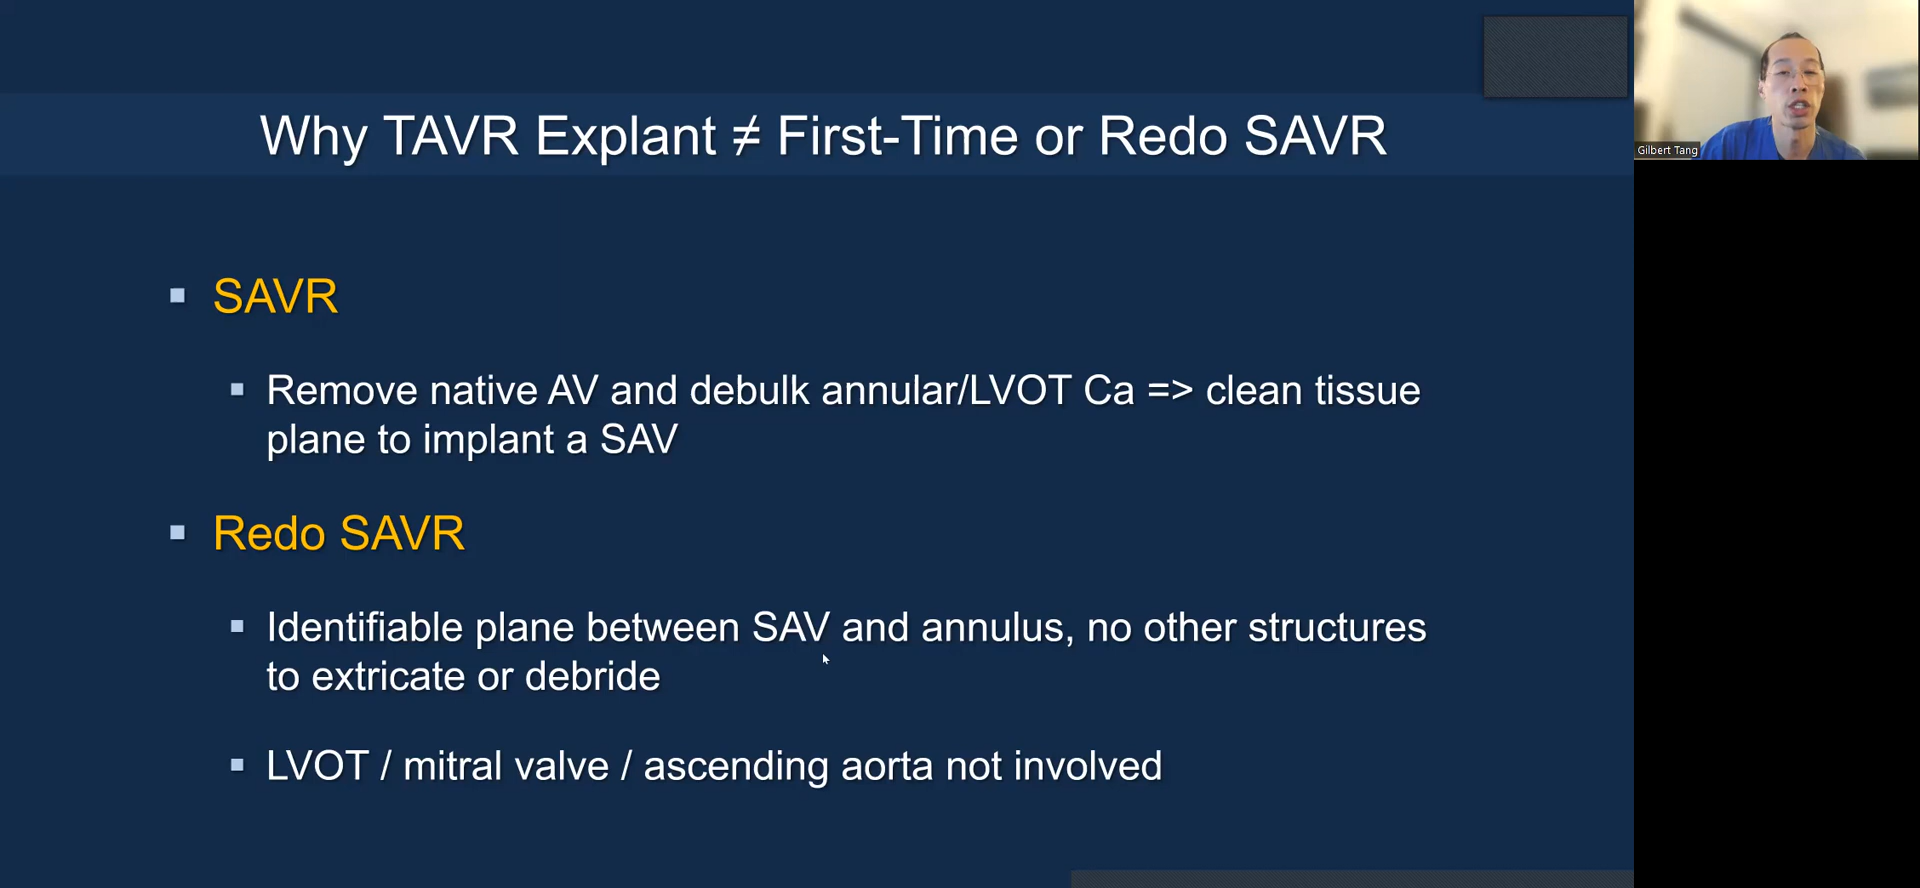 Why TAVR Explant ≠ First-Time or Redo SAVR
Gilbert Tang
SAVR
Remove native AV and debulk annular/LVOT Ca => clean tissue
plane to implant a SAV
Redo SAVR
Identifiable plane between SAV and annulus, no other structures
to extricate or debride
LVOT / mitral valve / ascending aorta not involved